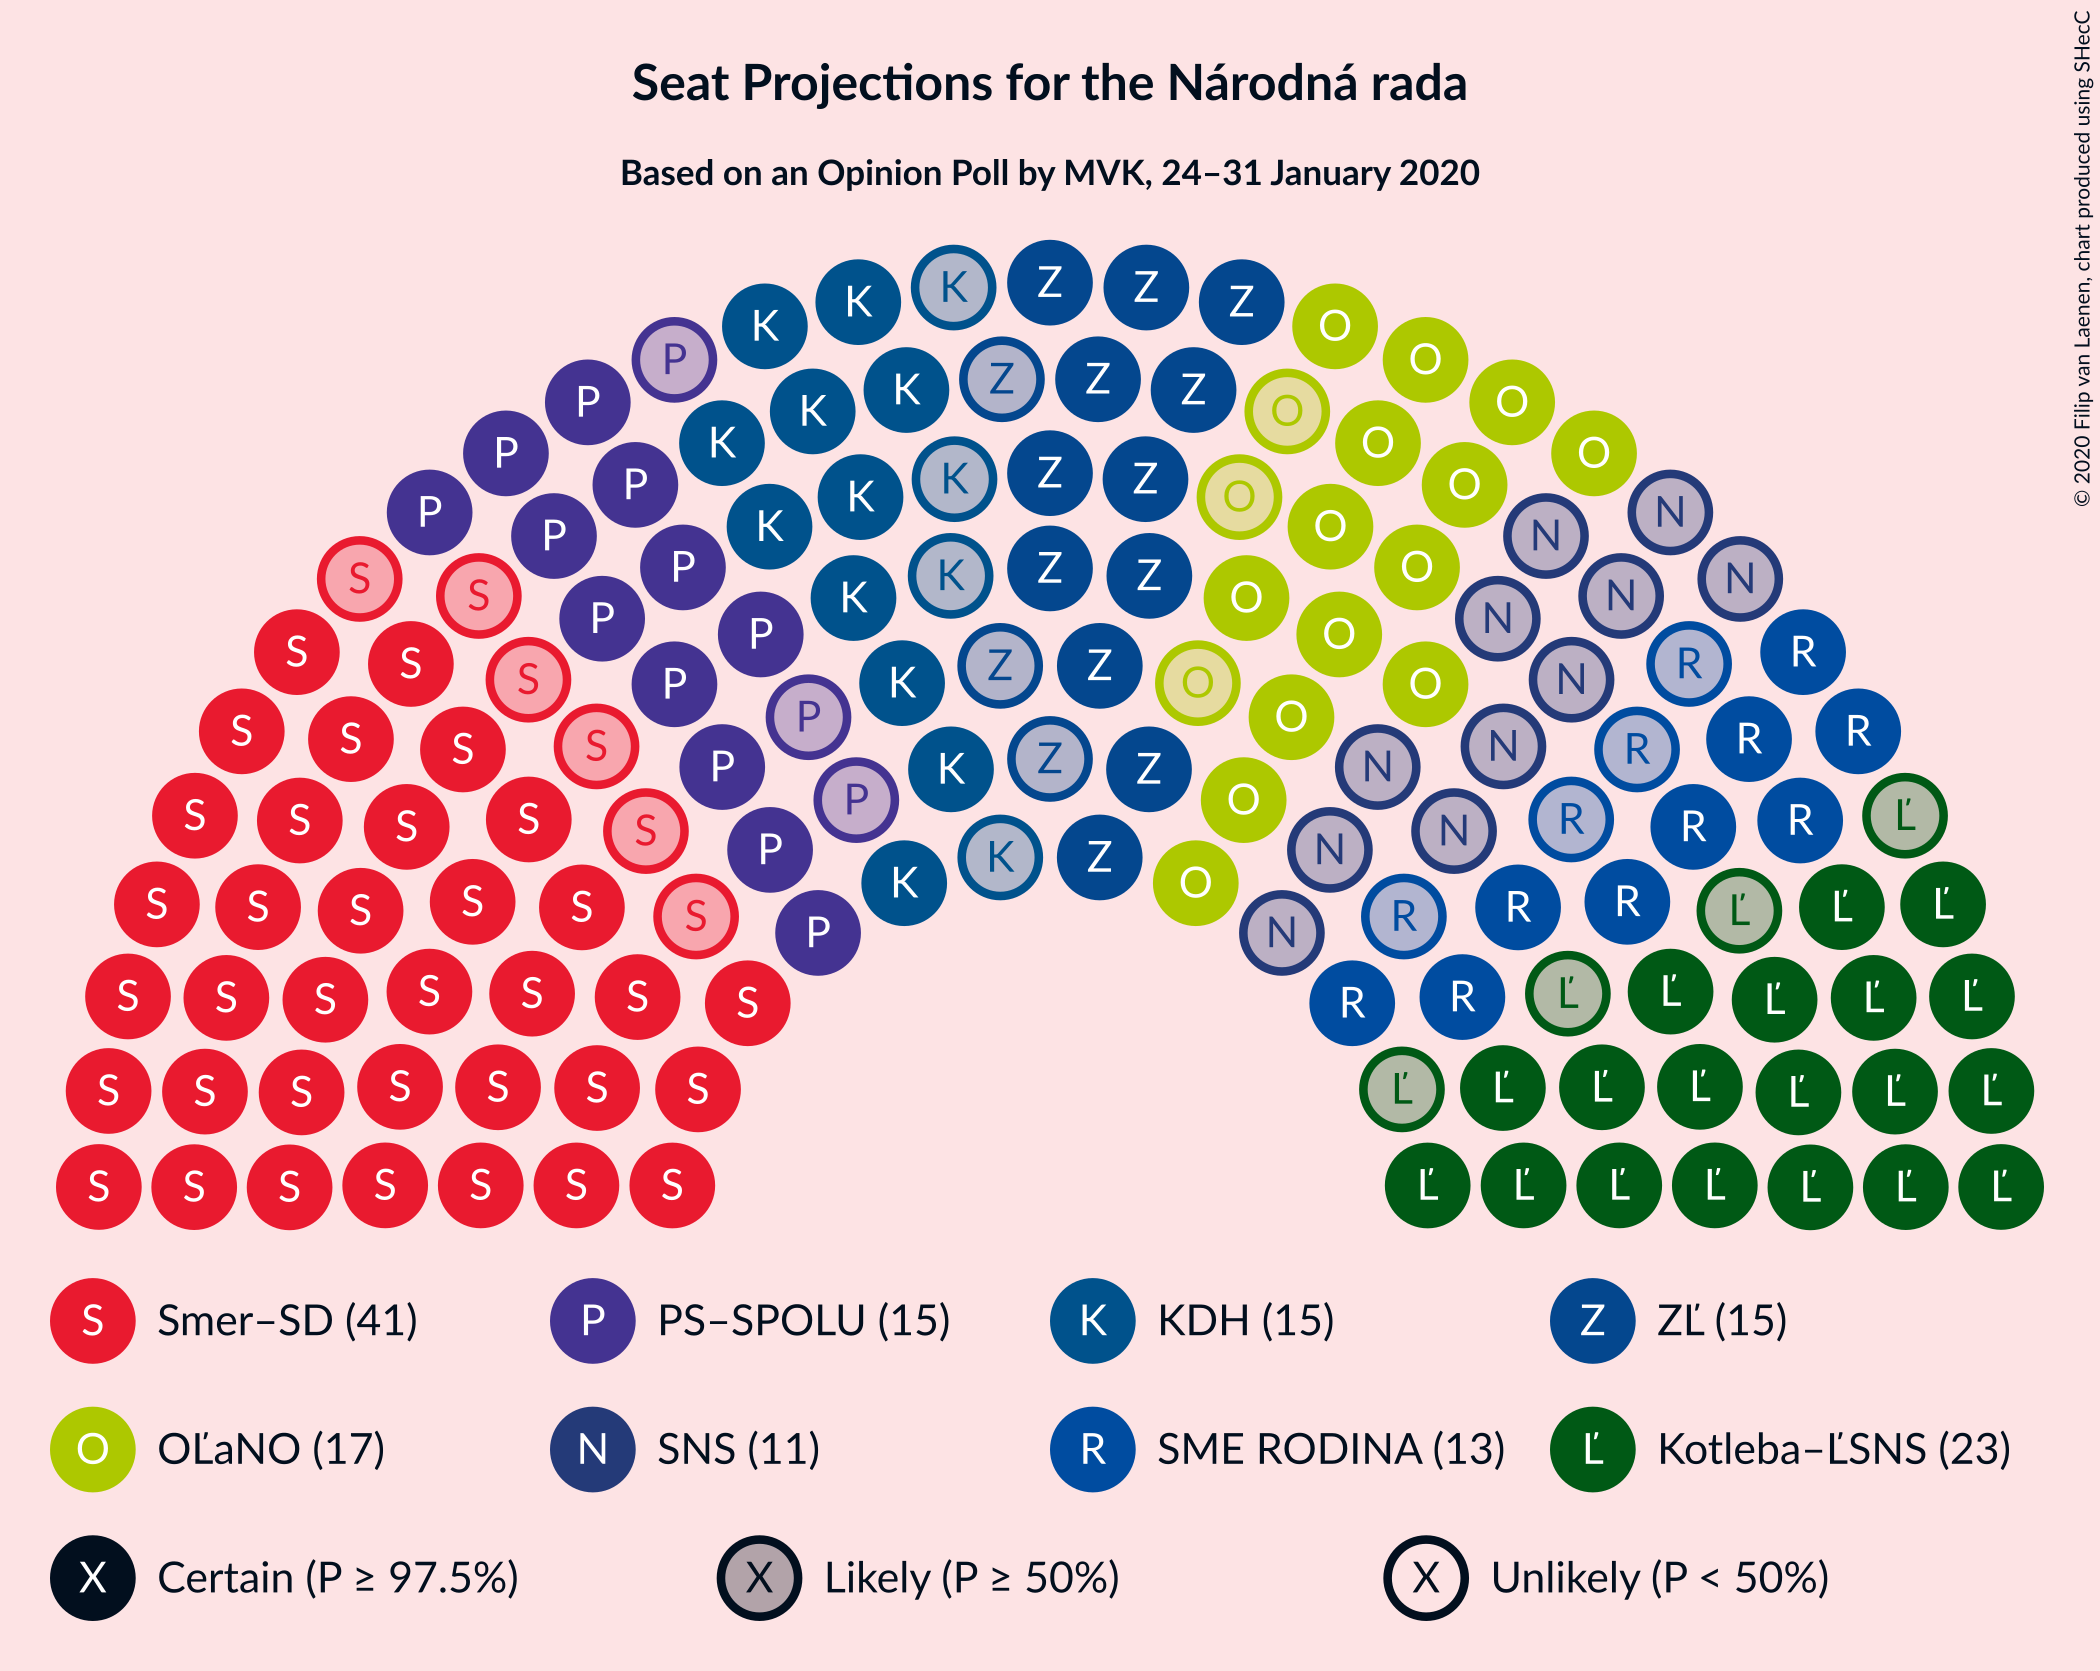 Seat Projections for the Národná rada
Based on an Opinion Poll by MVK, 24–31 January 2020
© 2020 Filip van Laenen, chart produced using SHecC
K Z Z
K Z
K O
P O
P K Z Z Z O O
P K K O O
P K O
P P K K Z Z O O N
S P K O O N N
S P K Z Z O O N N
S S P P O N R R
S S P K Z Z O O N R
S S S P O N R R
S S S P P K Z Z O N N R R
S S S S P O N R R Ľ
S S S S S P K K Z O N N R R Ľ
S S S S S S P K O N R R R Ľ Ľ Ľ
S S S S S S S R R Ľ Ľ Ľ Ľ Ľ
S S S S S S S Ľ Ľ Ľ Ľ Ľ Ľ Ľ
S S S S S S S Ľ Ľ Ľ Ľ Ľ Ľ Ľ
S Smer–SD (41) P PS–SPOLU (15) K KDH (15) Z ZĽ (15)
O OĽaNO (17) N SNS (11) R SME RODINA (13) Ľ Kotleba–ĽSNS (23)
X Certain (P ≥ 97.5%) X Likely (P ≥ 50%) X Unlikely (P < 50%)